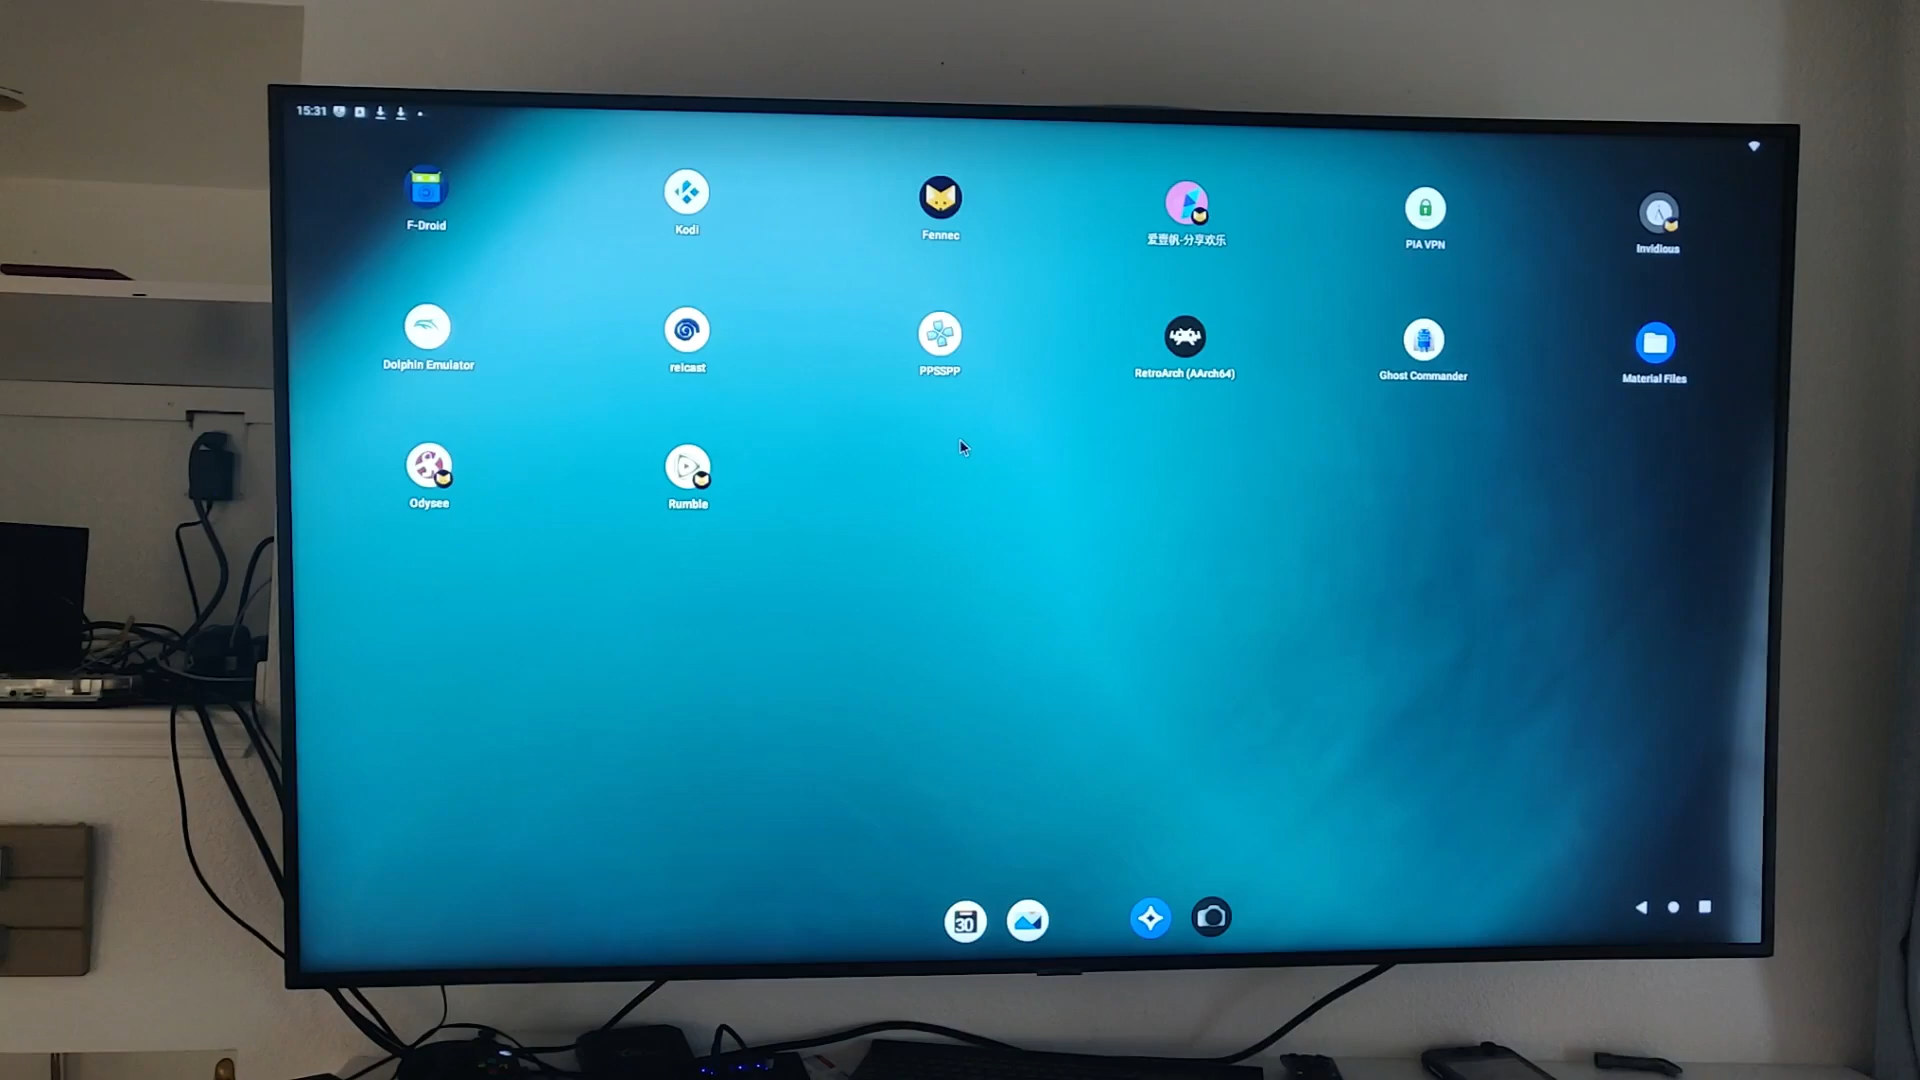 15:31
F-Droid
Kodi
Fennec
爱壹帆-分享欢乐
PIA VPN
Invidious
Dolphin Emulator
reicast
PPSSPP
RetroArch (AArch64)
Ghost Commander
Material Files
Odysee
Rumble
30